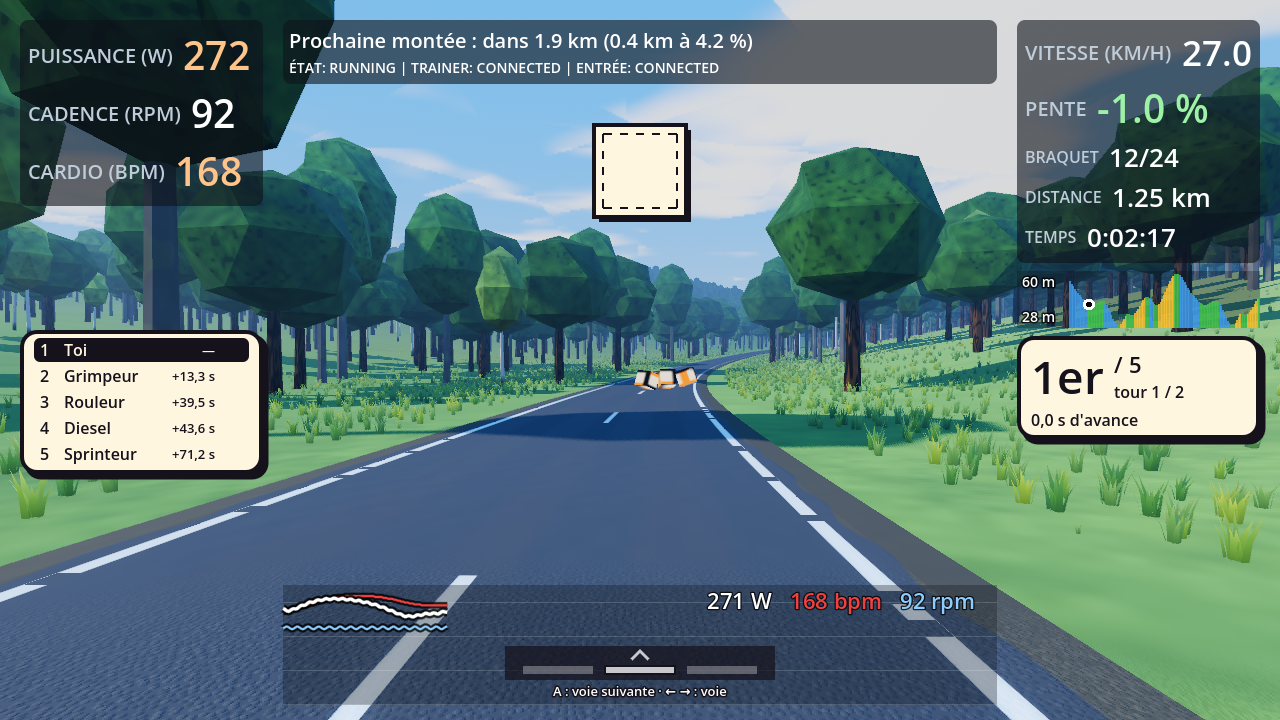 PUISSANCE (W) 272
CADENCE (RPM) 92
CARDIO (BPM) 168
Prochaine montée : dans 1.9 km (0.4 km à 4.2 %)
ÉTAT: RUNNING | TRAINER: CONNECTED | ENTRÉE: CONNECTED
VITESSE (KM/H) 27.0
PENTE -1.0 %
BRAQUET 12/24
DISTANCE 1.25 km
TEMPS 0:02:17
60 m
28 m
1 Toi —
2 Grimpeur +13,3 s
3 Rouleur +39,5 s
4 Diesel +43,6 s
5 Sprinteur +71,2 s
1er / 5
tour 1 / 2
0,0 s d'avance
271 W 168 bpm 92 rpm
A : voie suivante · ← → : voie